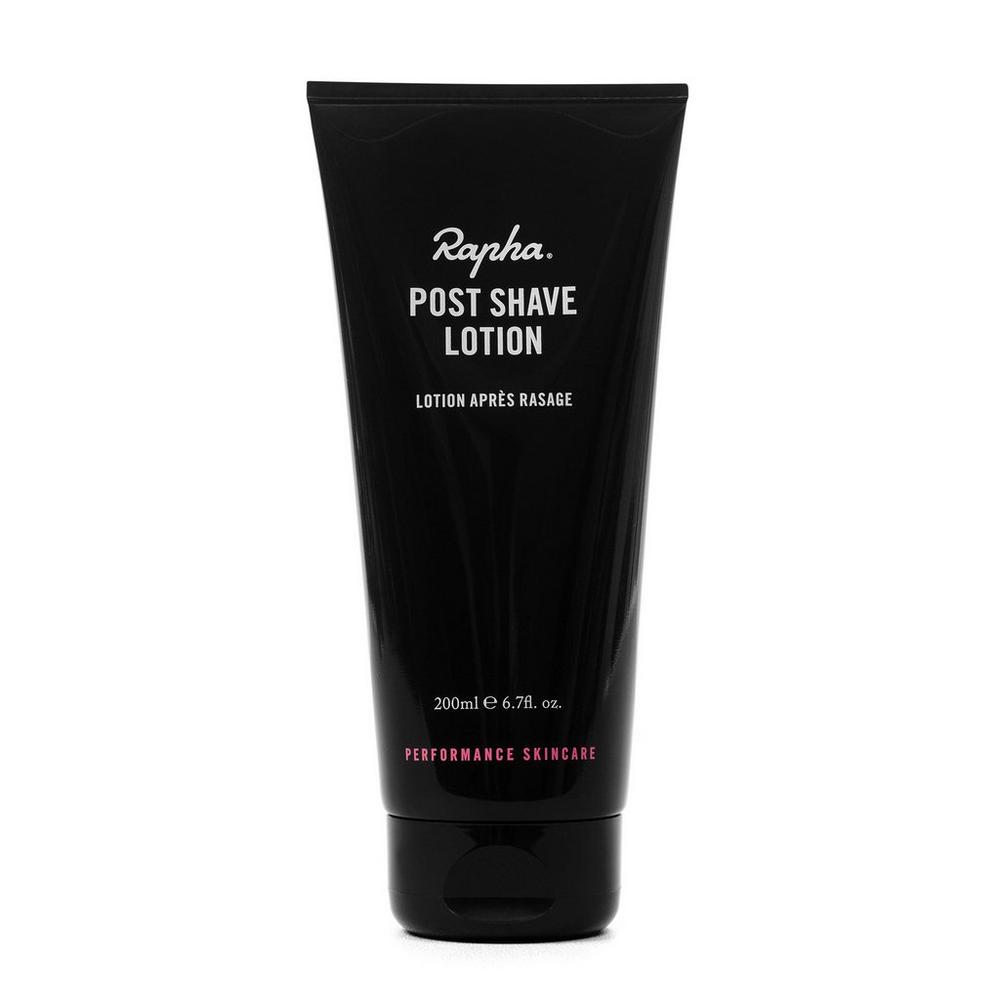 Rapha®
POST SHAVE
LOTION
LOTION APRÈS RASAGE
200ml ℮ 6.7fl. oz.
PERFORMANCE SKINCARE